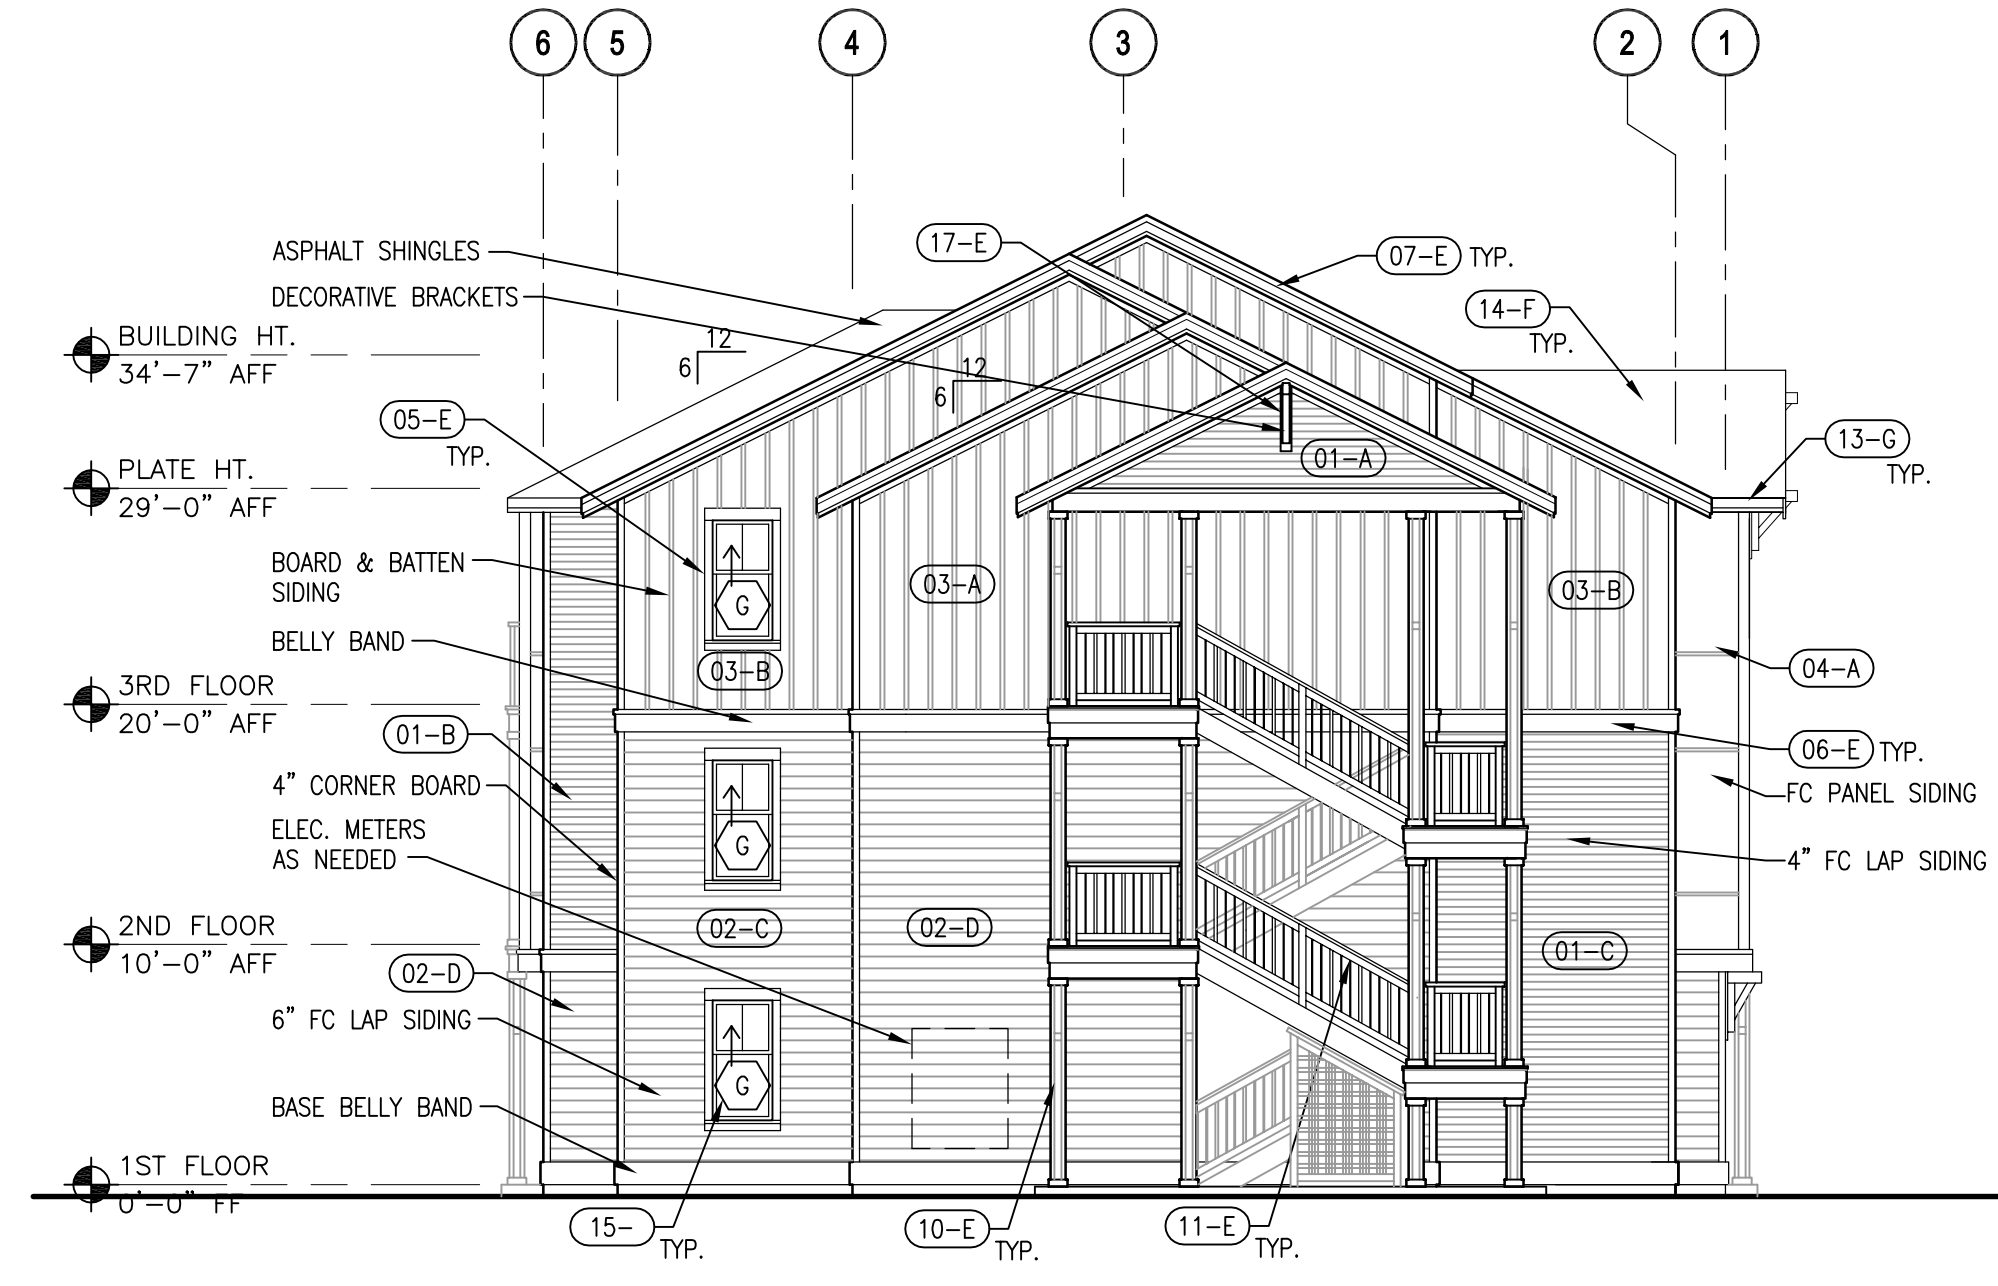 6 5 4 3 2 1
17-E
07-E TYP.
ASPHALT SHINGLES
DECORATIVE BRACKETS
14-F
TYP.
BUILDING HT.
34'-7" AFF
12
6
12
6
05-E
TYP.
13-G
TYP.
01-A
PLATE HT.
29'-0" AFF
BOARD & BATTEN
SIDING
03-A
03-B
G
BELLY BAND
03-B
04-A
3RD FLOOR
20'-0" AFF
01-B
06-E TYP.
4" CORNER BOARD
FC PANEL SIDING
ELEC. METERS
AS NEEDED
G
4" FC LAP SIDING
2ND FLOOR
10'-0" AFF
02-C
02-D
01-C
02-D
6" FC LAP SIDING
G
BASE BELLY BAND
1ST FLOOR
0'-0" FF
15-
TYP.
10-E
TYP.
11-E
TYP.